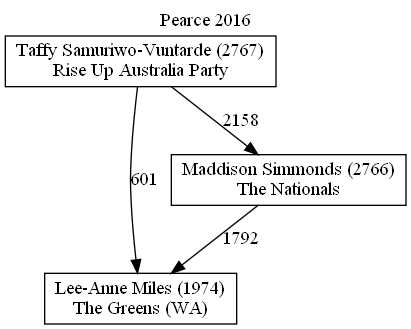 Pearce 2016
Taffy Samuriwo-Vuntarde (2767)
Rise Up Australia Party
2158
Maddison Simmonds (2766)
The Nationals
601
1792
Lee-Anne Miles (1974)
The Greens (WA)